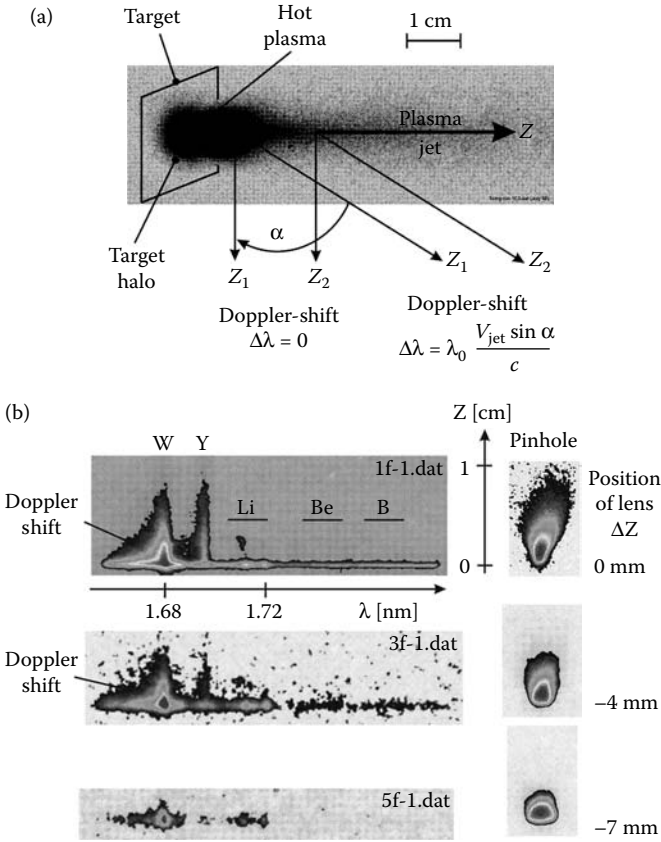 (a)
Target
Hot
plasma
1 cm
Plasma
jet
Z
Target
halo
α
Z₁
Z₂
Z₁
Z₂
Doppler-shift
Δλ = 0
Doppler-shift
Δλ = λ₀ V_jet sin α / c
(b)
W Y
Z [cm]
Pinhole
1f-1.dat
1
Doppler
shift
Li Be B
Position
of lens
ΔZ
0
0 mm
1.68 1.72 λ [nm]
3f-1.dat
Doppler
shift
–4 mm
5f-1.dat
–7 mm